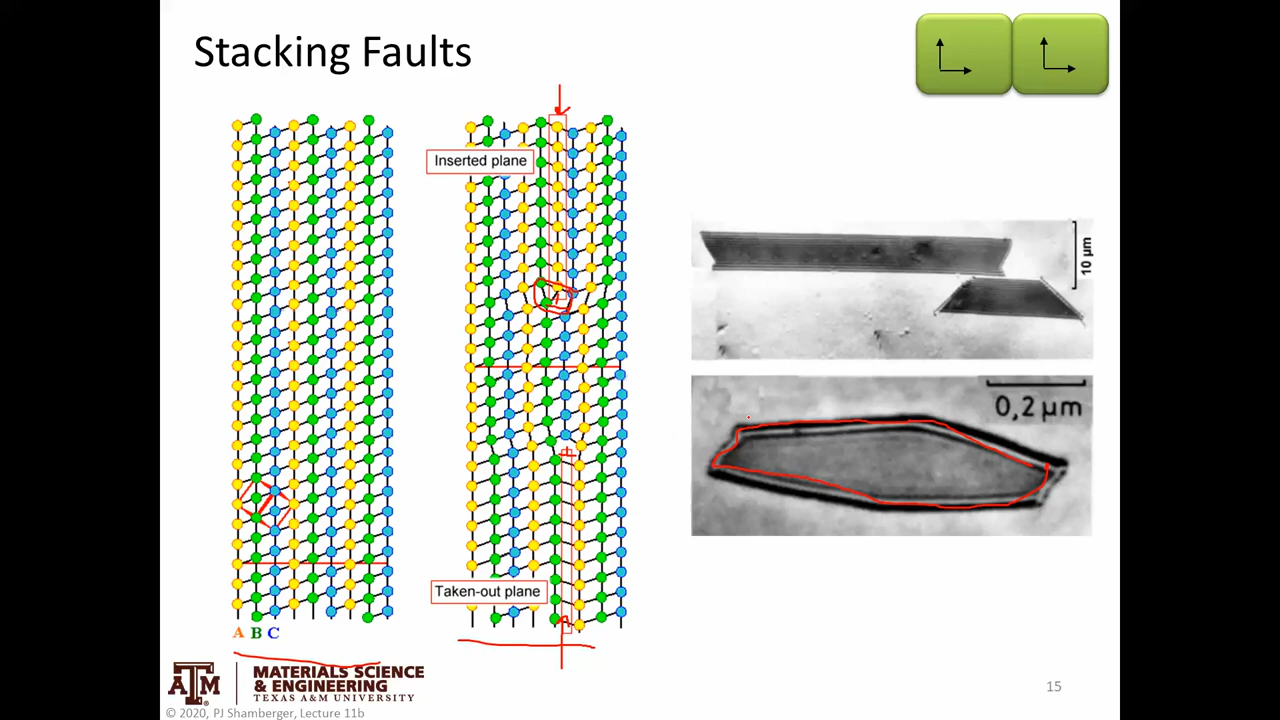 Stacking Faults
Inserted plane
Taken-out plane
A B C
10 µm
0,2 µm
ĀM
MATERIALS SCIENCE
& ENGINEERING
TEXAS A&M UNIVERSITY
© 2020, PJ Shamberger, Lecture 11b
15